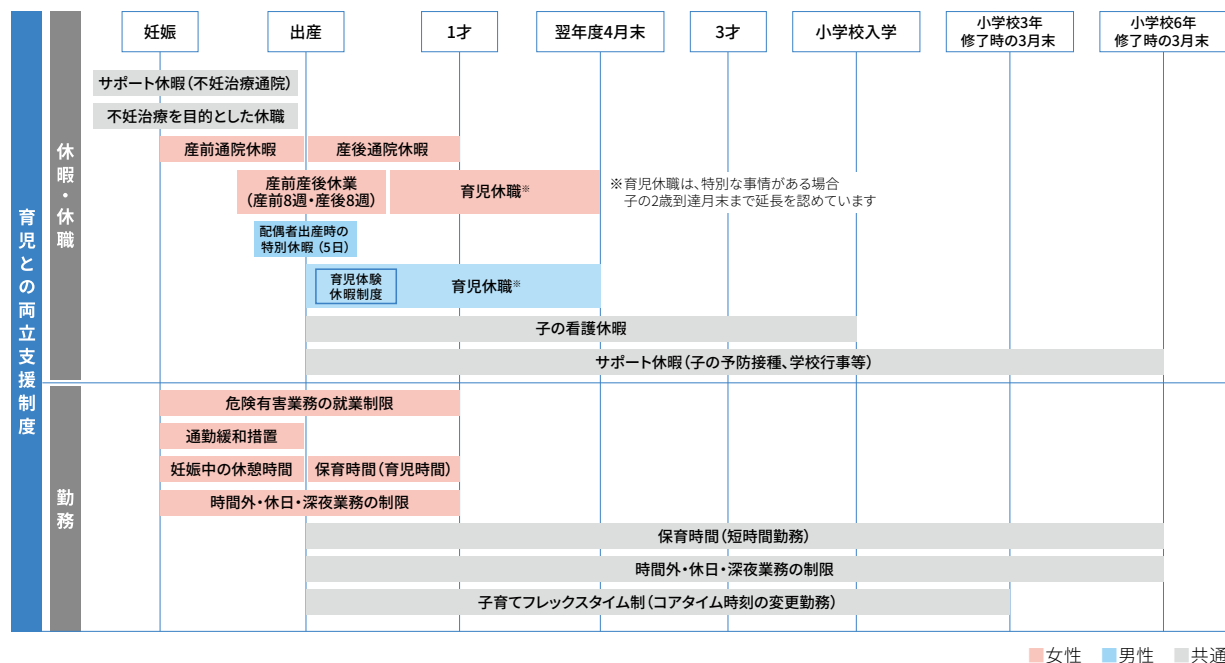 妊娠
出産
1才
翌年度4月末
3才
小学校入学
小学校3年
修了時の3月末
小学校6年
修了時の3月末
育児との両立支援制度
休暇・休職
サポート休暇(不妊治療通院)
不妊治療を目的とした休職
産前通院休暇
産後通院休暇
産前産後休業
(産前8週・産後8週)
育児休職※
※育児休職は、特別な事情がある場合
子の2歳到達月末まで延長を認めています
配偶者出産時の
特別休暇(5日)
育児体験
休暇制度
育児休職※
子の看護休暇
サポート休暇(子の予防接種、学校行事等)
勤務
危険有害業務の就業制限
通勤緩和措置
妊娠中の休憩時間
保育時間(育児時間)
時間外・休日・深夜業務の制限
保育時間(短時間勤務)
時間外・休日・深夜業務の制限
子育てフレックスタイム制(コアタイム時刻の変更勤務)
女性
男性
共通